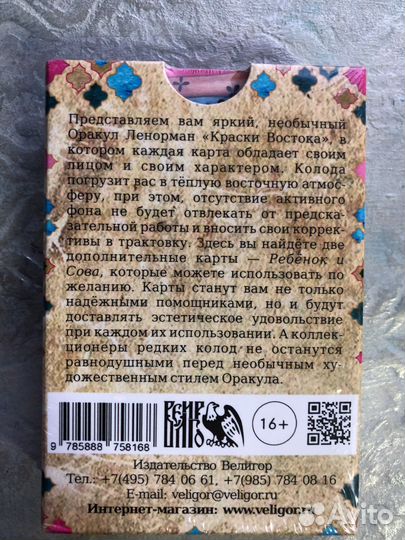 Представляем вам яркий, необычный
Оракул Ленорман «Краски Востока», в
котором каждая карта обладает своим
лицом и своим характером. Колода
погрузит вас в тёплую восточную атмос-
феру, при этом, отсутствие активного
фона не будет отвлекать от предска-
зательной работы и вносить свои коррек-
тивы в трактовку. Здесь вы найдёте две
дополнительные карты — Ребёнок и
Сова, которые можете использовать по
желанию. Карты станут вам не только
надёжными помощниками, но и будут
доставлять эстетическое удовольствие
при каждом их использовании. А коллек-
ционеры редких колод не останутся
равнодушными перед необычным ху-
дожественным стилем Оракула.
16+
9 785888 758168
Издательство Велигор
Тел.: +7(495) 784 06 61, +7(985) 784 08 16
E-mail: veligor@veligor.ru
Интернет-магазин: www.veligor.ru
Avito